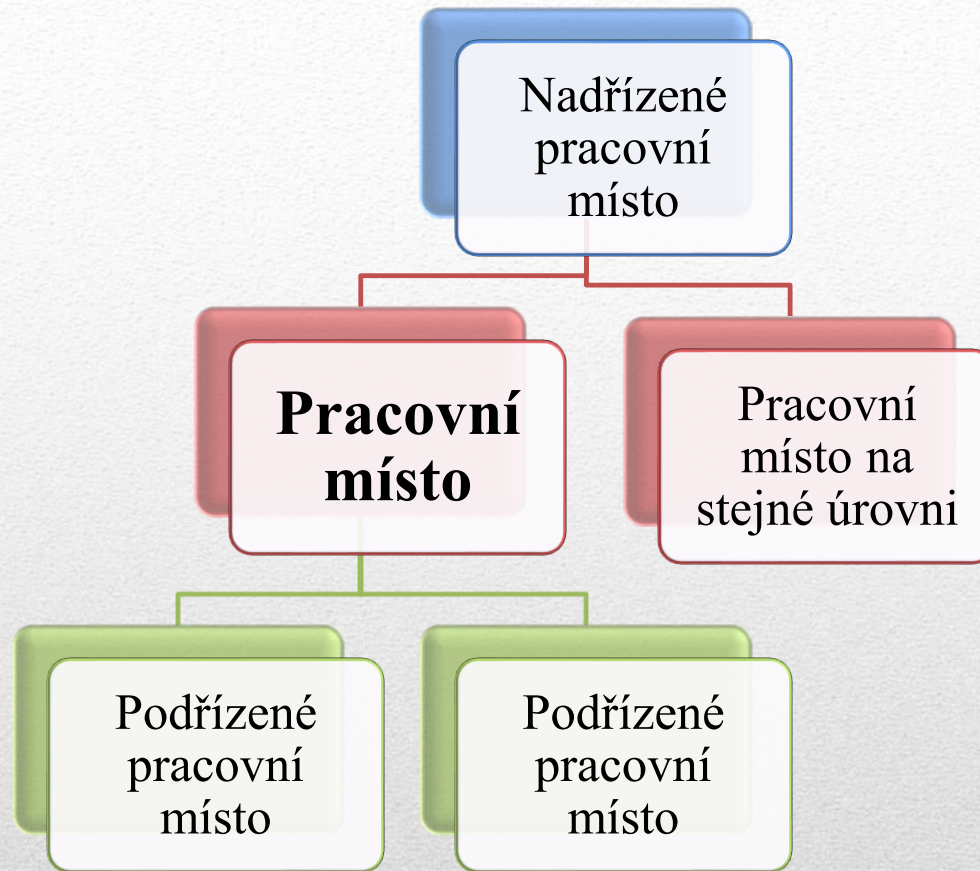 Nadřízené
pracovní
místo
Pracovní
místo
Pracovní
místo na
stejné úrovni
Podřízené
pracovní
místo
Podřízené
pracovní
místo